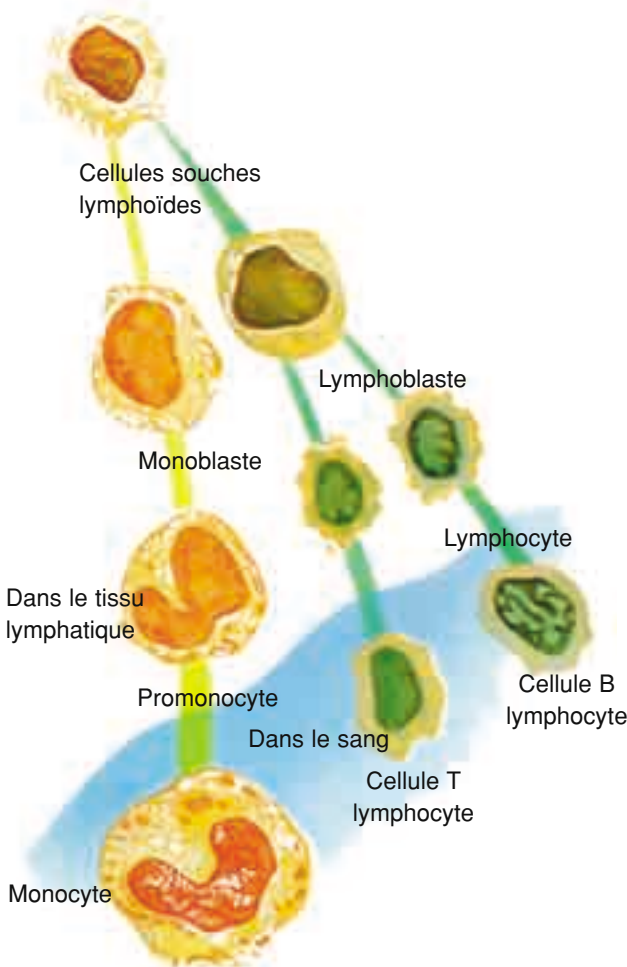 Cellules souches
lymphoïdes
Lymphoblaste
Monoblaste
Lymphocyte
Dans le tissu
lymphatique
Cellule B
lymphocyte
Promonocyte
Dans le sang
Cellule T
lymphocyte
Monocyte